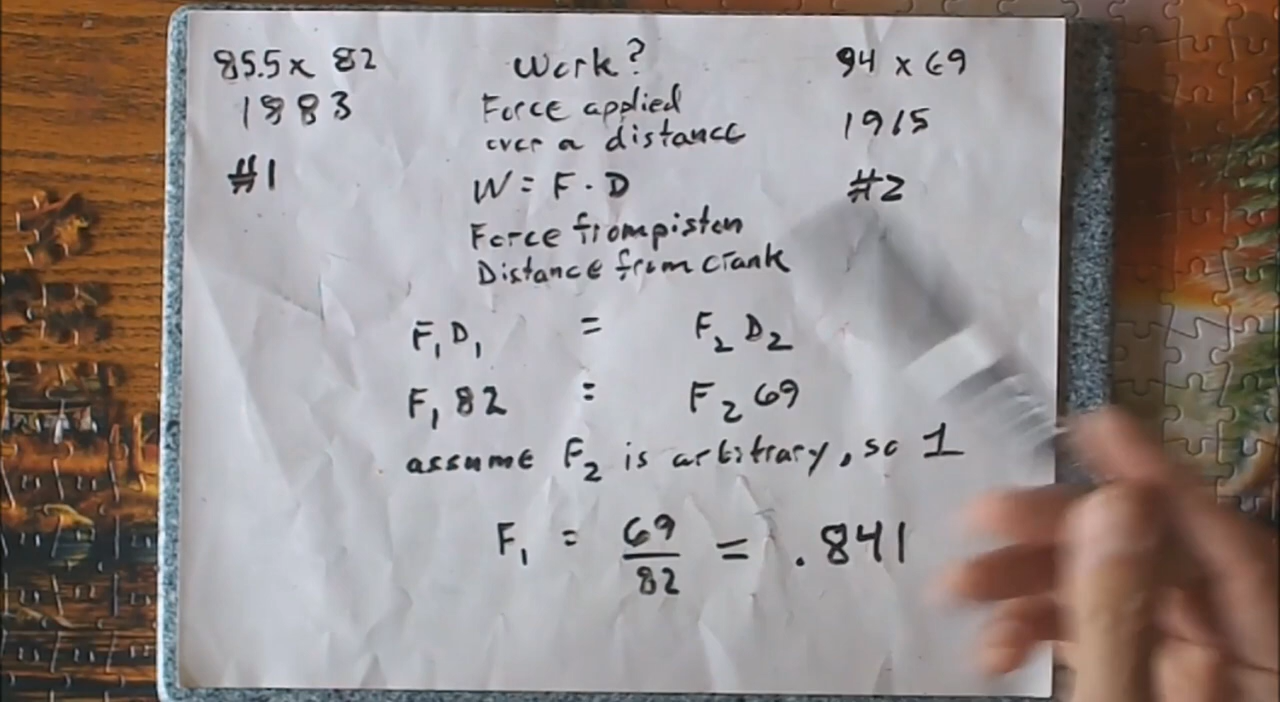 85.5 x 82
1883
#1
Work?
Force applied
over a distance
W = F · D
Force from piston
Distance from crank
94 x 69
1915
#2
F₁ D₁ = F₂ D₂
F₁ 82 = F₂ 69
assume F₂ is arbitrary, so 1
F₁ = 69/82 = .841